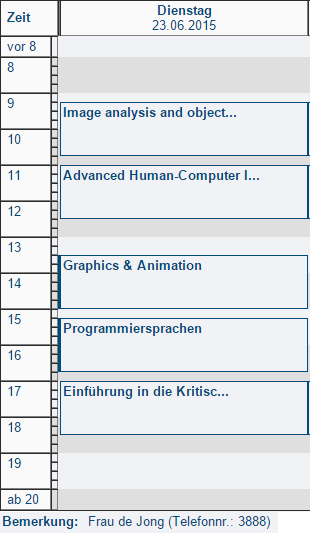 Zeit
Dienstag
23.06.2015
vor 8
8
9
Image analysis and object...
10
11
Advanced Human-Computer I...
12
13
Graphics & Animation
14
15
Programmiersprachen
16
17
Einführung in die Kritisc...
18
19
ab 20
Bemerkung: Frau de Jong (Telefonnr.: 3888)